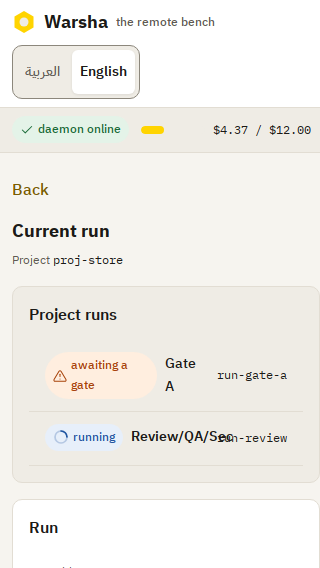 Warsha the remote bench
العربية English
daemon online $4.37 / $12.00
Back
Current run
Project proj-store
Project runs
awaiting a gate Gate A run-gate-a
running Review/QA/Sec run-review
Run